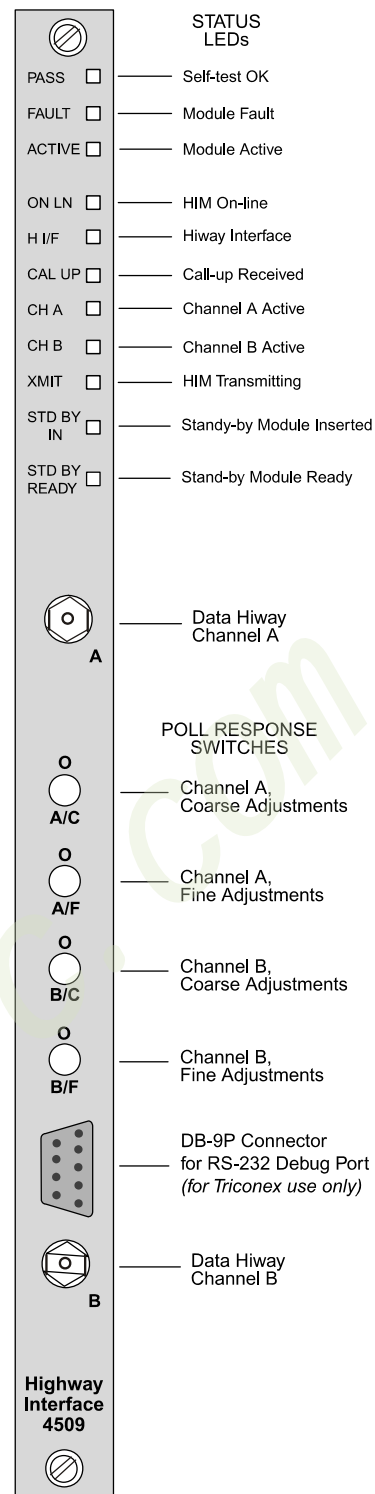 STATUS
LEDs
PASS Self-test OK
FAULT Module Fault
ACTIVE Module Active
ON LN HIM On-line
H I/F Hiway Interface
CAL UP Call-up Received
CH A Channel A Active
CH B Channel B Active
XMIT HIM Transmitting
STD BY
IN Standy-by Module Inserted
STD BY
READY Stand-by Module Ready
Data Hiway
Channel A
A
POLL RESPONSE
SWITCHES
O
A/C
Channel A,
Coarse Adjustments
O
A/F
Channel A,
Fine Adjustments
O
B/C
Channel B,
Coarse Adjustments
O
B/F
Channel B,
Fine Adjustments
DB-9P Connector
for RS-232 Debug Port
(for Triconex use only)
Data Hiway
Channel B
B
Highway
Interface
4509
c.com